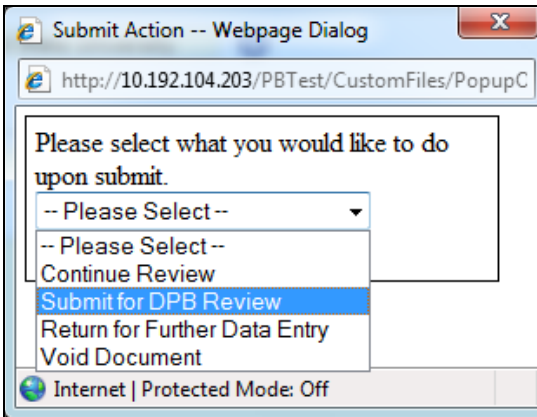 Submit Action -- Webpage Dialog
http://10.192.104.203/PBTest/CustomFiles/PopupC
Please select what you would like to do
upon submit.
-- Please Select --
-- Please Select --
Continue Review
Submit for DPB Review
Return for Further Data Entry
Void Document
Internet | Protected Mode: Off